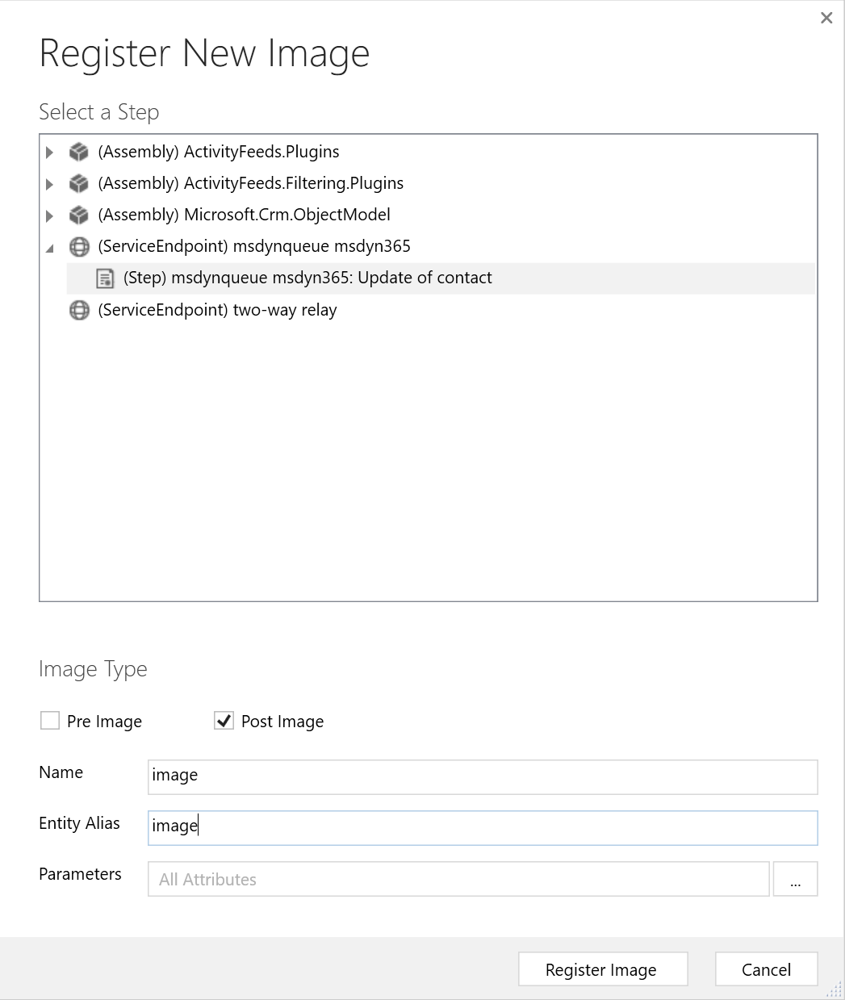 Register New Image
Select a Step
(Assembly) ActivityFeeds.Plugins
(Assembly) ActivityFeeds.Filtering.Plugins
(Assembly) Microsoft.Crm.ObjectModel
(ServiceEndpoint) msdynqueue msdyn365
(Step) msdynqueue msdyn365: Update of contact
(ServiceEndpoint) two-way relay
Image Type
Pre Image Post Image
Name image
Entity Alias image
Parameters All Attributes ...
Register Image Cancel